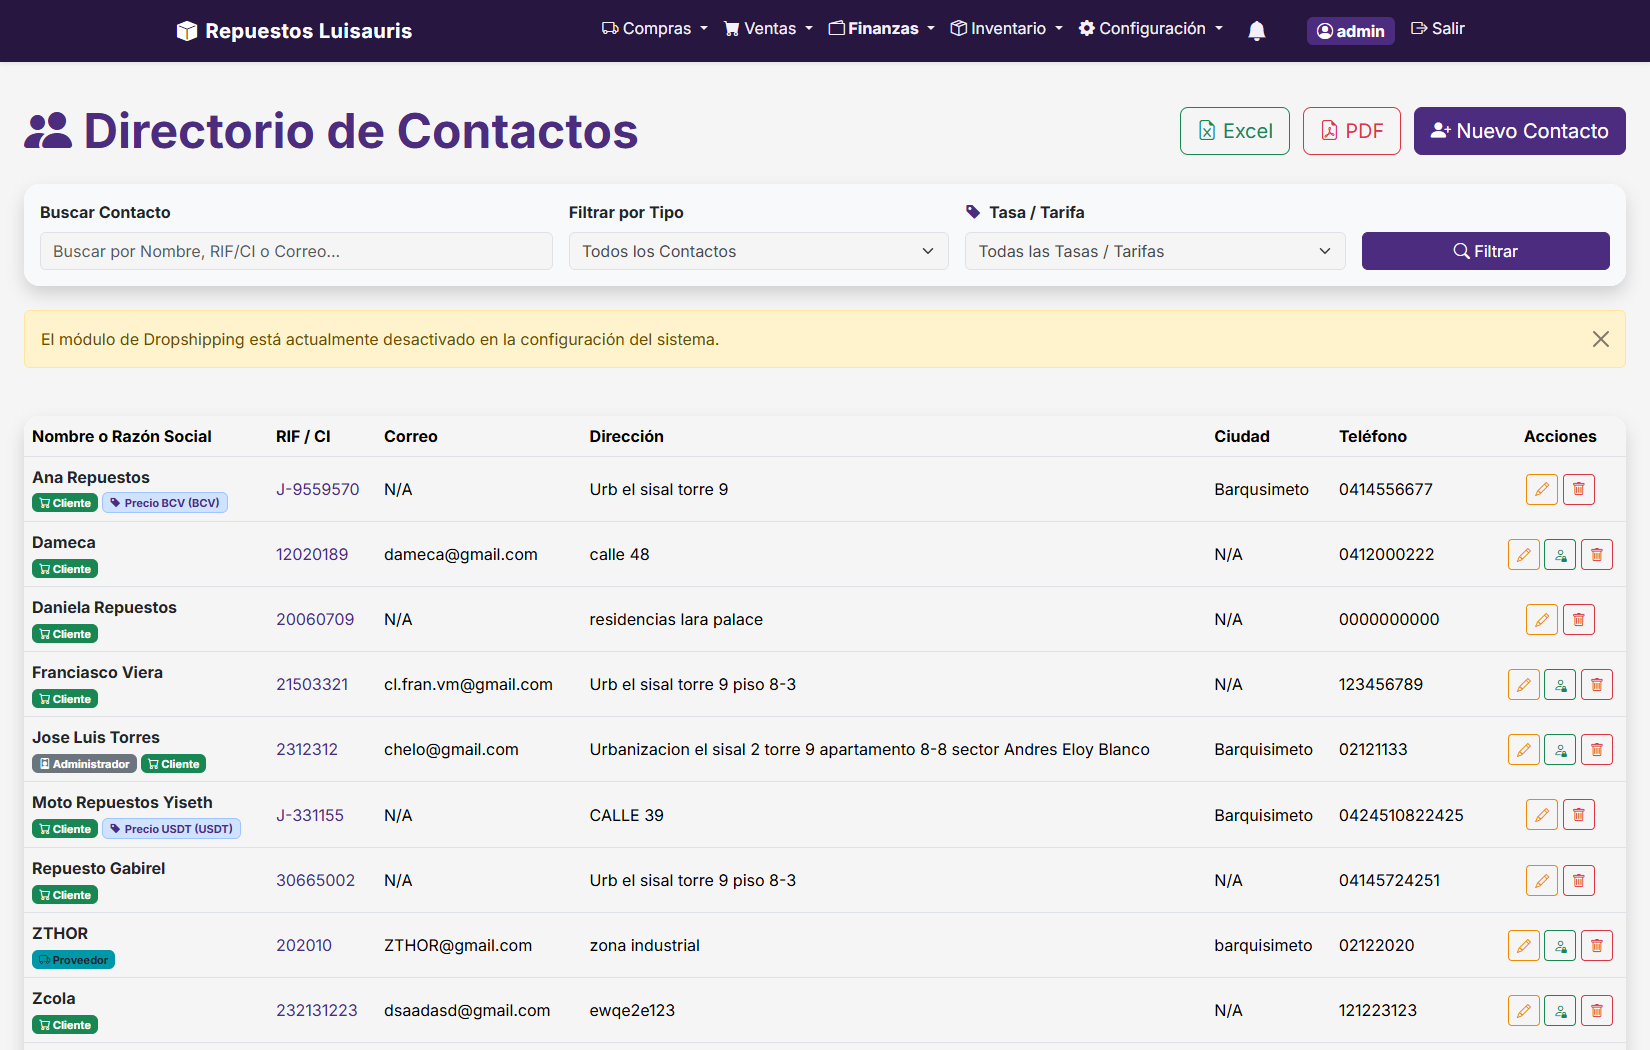 Repuestos Luisauris
Compras
Ventas
Finanzas
Inventario
Configuración
admin
Salir
Directorio de Contactos
Excel
PDF
Nuevo Contacto
Buscar Contacto
Filtrar por Tipo
Tasa / Tarifa
Buscar por Nombre, RIF/CI o Correo...
Todos los Contactos
Todas las Tasas / Tarifas
Filtrar
El módulo de Dropshipping está actualmente desactivado en la configuración del sistema.
Nombre o Razón Social RIF / CI Correo Dirección Ciudad Teléfono Acciones
Ana Repuestos
Cliente Precio BCV (BCV)
J-9559570 N/A Urb el sisal torre 9 Barqusimeto 0414556677
Dameca
Cliente
12020189 dameca@gmail.com calle 48 N/A 0412000222
Daniela Repuestos
Cliente
20060709 N/A residencias lara palace N/A 0000000000
Franciasco Viera
Cliente
21503321 cl.fran.vm@gmail.com Urb el sisal torre 9 piso 8-3 N/A 123456789
Jose Luis Torres
Administrador Cliente
2312312 chelo@gmail.com Urbanizacion el sisal 2 torre 9 apartamento 8-8 sector Andres Eloy Blanco Barquisimeto 02121133
Moto Repuestos Yiseth
Cliente Precio USDT (USDT)
J-331155 N/A CALLE 39 Barquisimeto 0424510822425
Repuesto Gabirel
Cliente
30665002 N/A Urb el sisal torre 9 piso 8-3 N/A 04145724251
ZTHOR
Proveedor
202010 ZTHOR@gmail.com zona industrial barquisimeto 02122020
Zcola
Cliente
232131223 dsaadasd@gmail.com ewqe2e123 N/A 121223123